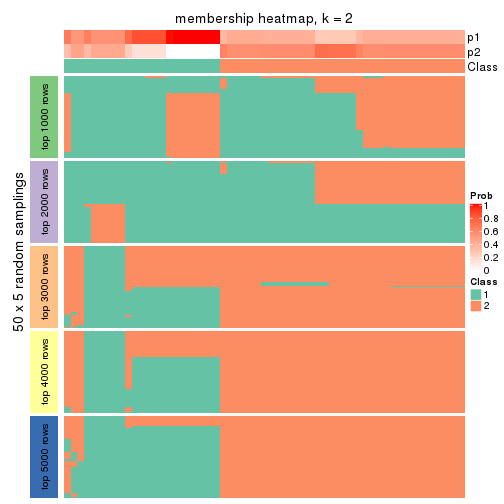 membership heatmap, k = 2
p1
p2
Class
50 x 5 random samplings
top 1000 rows
top 2000 rows
top 3000 rows
top 4000 rows
top 5000 rows
Prob
1
0.8
0.6
0.4
0.2
0
Class
1
2